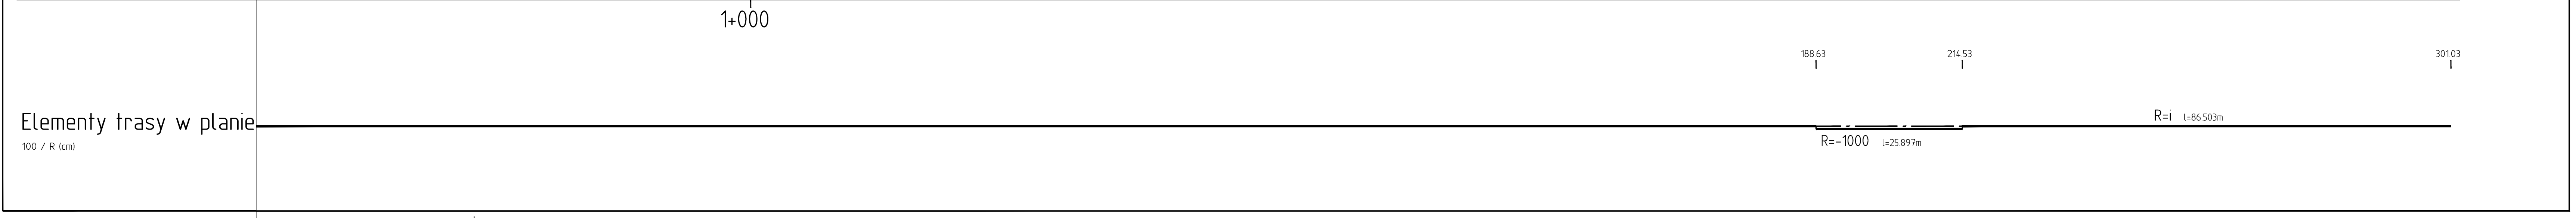 1+000
188.63 214.53 301.03
Elementy trasy w planie
R=i l=86.503m
100 / R (cm)
R=-1000 l=25.897m